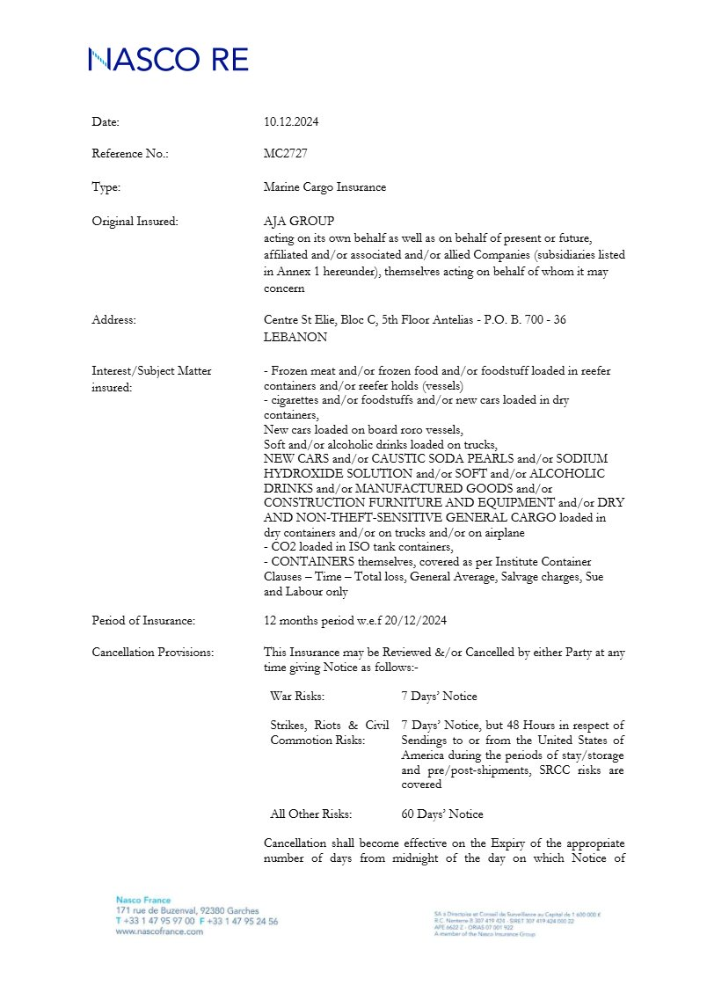 NASCO RE
Date: 10.12.2024
Reference No.: MC2727
Type: Marine Cargo Insurance
Original Insured: AJA GROUP
acting on its own behalf as well as on behalf of present or future,
affiliated and/or associated and/or allied Companies (subsidiaries listed
in Annex 1 hereunder), themselves acting on behalf of whom it may
concern
Address: Centre St Elie, Bloc C, 5th Floor Antelias - P.O. B. 700 - 36
LEBANON
Interest/Subject Matter
insured:
- Frozen meat and/or frozen food and/or foodstuff loaded in reefer
containers and/or reefer holds (vessels)
- cigarettes and/or foodstuffs and/or new cars loaded in dry
containers,
New cars loaded on board roro vessels,
Soft and/or alcoholic drinks loaded on trucks,
NEW CARS and/or CAUSTIC SODA PEARLS and/or SODIUM
HYDROXIDE SOLUTION and/or SOFT and/or ALCOHOLIC
DRINKS and/or MANUFACTURED GOODS and/or
CONSTRUCTION FURNITURE AND EQUIPMENT and/or DRY
AND NON-THEFT-SENSITIVE GENERAL CARGO loaded in
dry containers and/or on trucks and/or on airplane
- CO2 loaded in ISO tank containers,
- CONTAINERS themselves, covered as per Institute Container
Clauses – Time – Total loss, General Average, Salvage charges, Sue
and Labour only
Period of Insurance: 12 months period w.e.f 20/12/2024
Cancellation Provisions: This Insurance may be Reviewed &/or Cancelled by either Party at any
time giving Notice as follows:-
War Risks: 7 Days’ Notice
Strikes, Riots & Civil
Commotion Risks:
7 Days’ Notice, but 48 Hours in respect of
Sendings to or from the United States of
America during the periods of stay/storage
and pre/post-shipments, SRCC risks are
covered
All Other Risks: 60 Days’ Notice
Cancellation shall become effective on the Expiry of the appropriate
number of days from midnight of the day on which Notice of
Nasco France
171 rue de Buzenval, 92380 Garches
T +33 1 47 95 97 00 F +33 1 47 95 24 56
www.nascofrance.com
SA à Directoire et Conseil de Surveillance au Capital de 1 600 000 €
R.C. Nanterre B 307 419 424 - SIRET 307 419 424 000 22
APE 6622 Z - ORIAS 07 001 922
A member of the Nasco Insurance Group